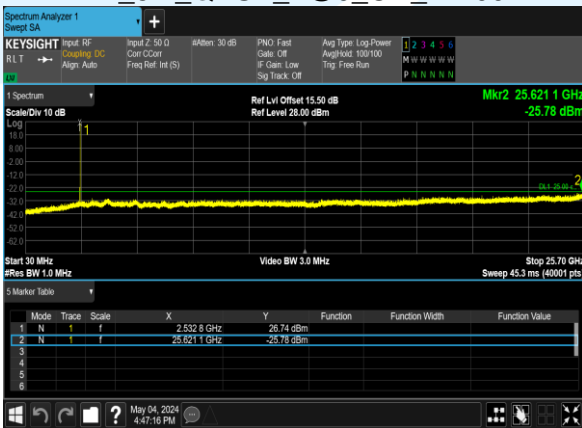 Spectrum Analyzer 1
Swept SA
+
KEYSIGHT
Input: RF
Input Z: 50 Ω
#Atten: 30 dB
PNO: Fast
Avg Type: Log-Power
1 2 3 4 5 6
RLT
Coupling: DC
Corr CCorr
Gate: Off
Avg|Hold: 100/100
M W W W W W
Align: Auto
Freq Ref: Int (S)
IF Gain: Low
Trig: Free Run
Sig Track: Off
P N N N N N
LW
1 Spectrum
Ref Lvl Offset 15.50 dB
Mkr2 25.621 1 GHz
Scale/Div 10 dB
Ref Level 28.00 dBm
-25.78 dBm
Log
1
18.0
8.00
-2.00
-12.0
2
-22.0
-32.0
-42.0
-52.0
-62.0
Start 30 MHz
Video BW 3.0 MHz
Stop 25.70 GHz
#Res BW 1.0 MHz
Sweep 45.3 ms (40001 pts
5 Marker Table
Mode Trace Scale X Y Function Function Width Function Value
1 N 1 f 2.532 8 GHz 26.74 dBm
2 N 1 f 25.621 1 GHz -25.78 dBm
3
4
5
6
?
May 04, 2024
4:47:16 PM